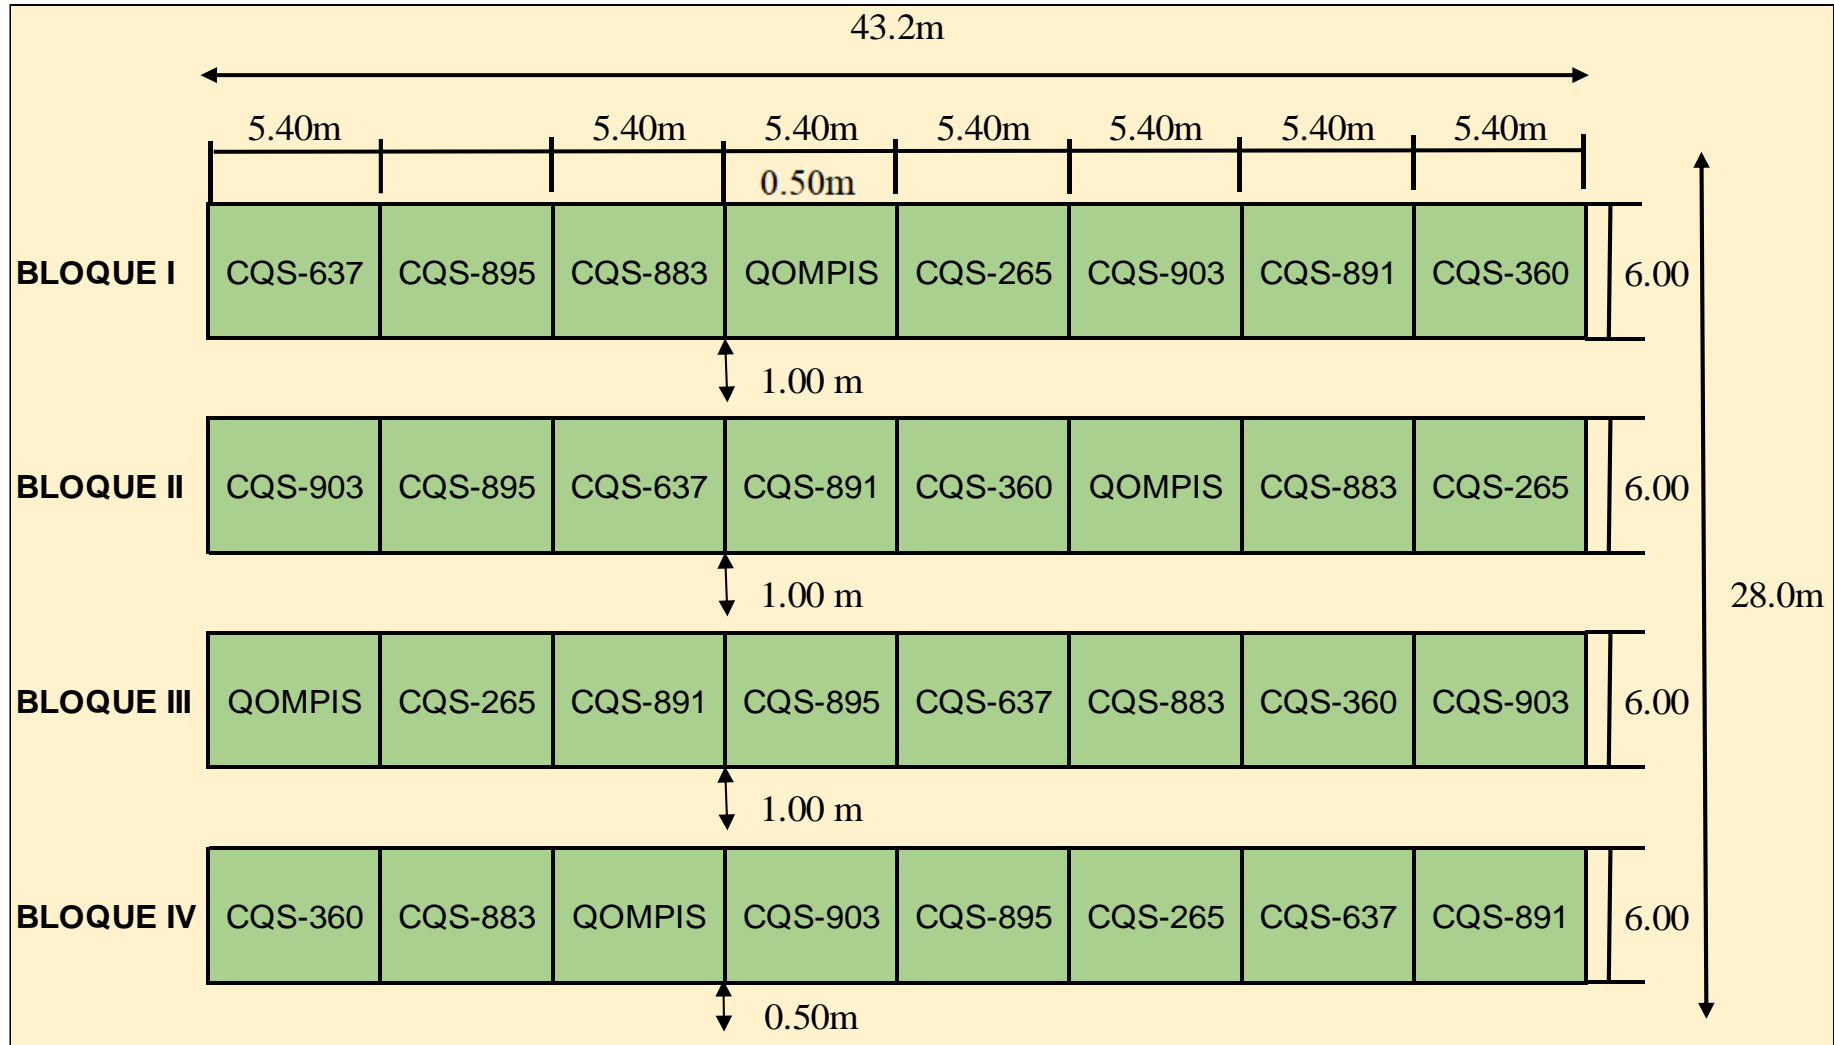 43.2m
5.40m 5.40m 5.40m 5.40m 5.40m 5.40m 5.40m
0.50m
BLOQUE I CQS-637 CQS-895 CQS-883 QOMPIS CQS-265 CQS-903 CQS-891 CQS-360 6.00
1.00 m
BLOQUE II CQS-903 CQS-895 CQS-637 CQS-891 CQS-360 QOMPIS CQS-883 CQS-265 6.00
1.00 m
28.0m
BLOQUE III QOMPIS CQS-265 CQS-891 CQS-895 CQS-637 CQS-883 CQS-360 CQS-903 6.00
1.00 m
BLOQUE IV CQS-360 CQS-883 QOMPIS CQS-903 CQS-895 CQS-265 CQS-637 CQS-891 6.00
0.50m